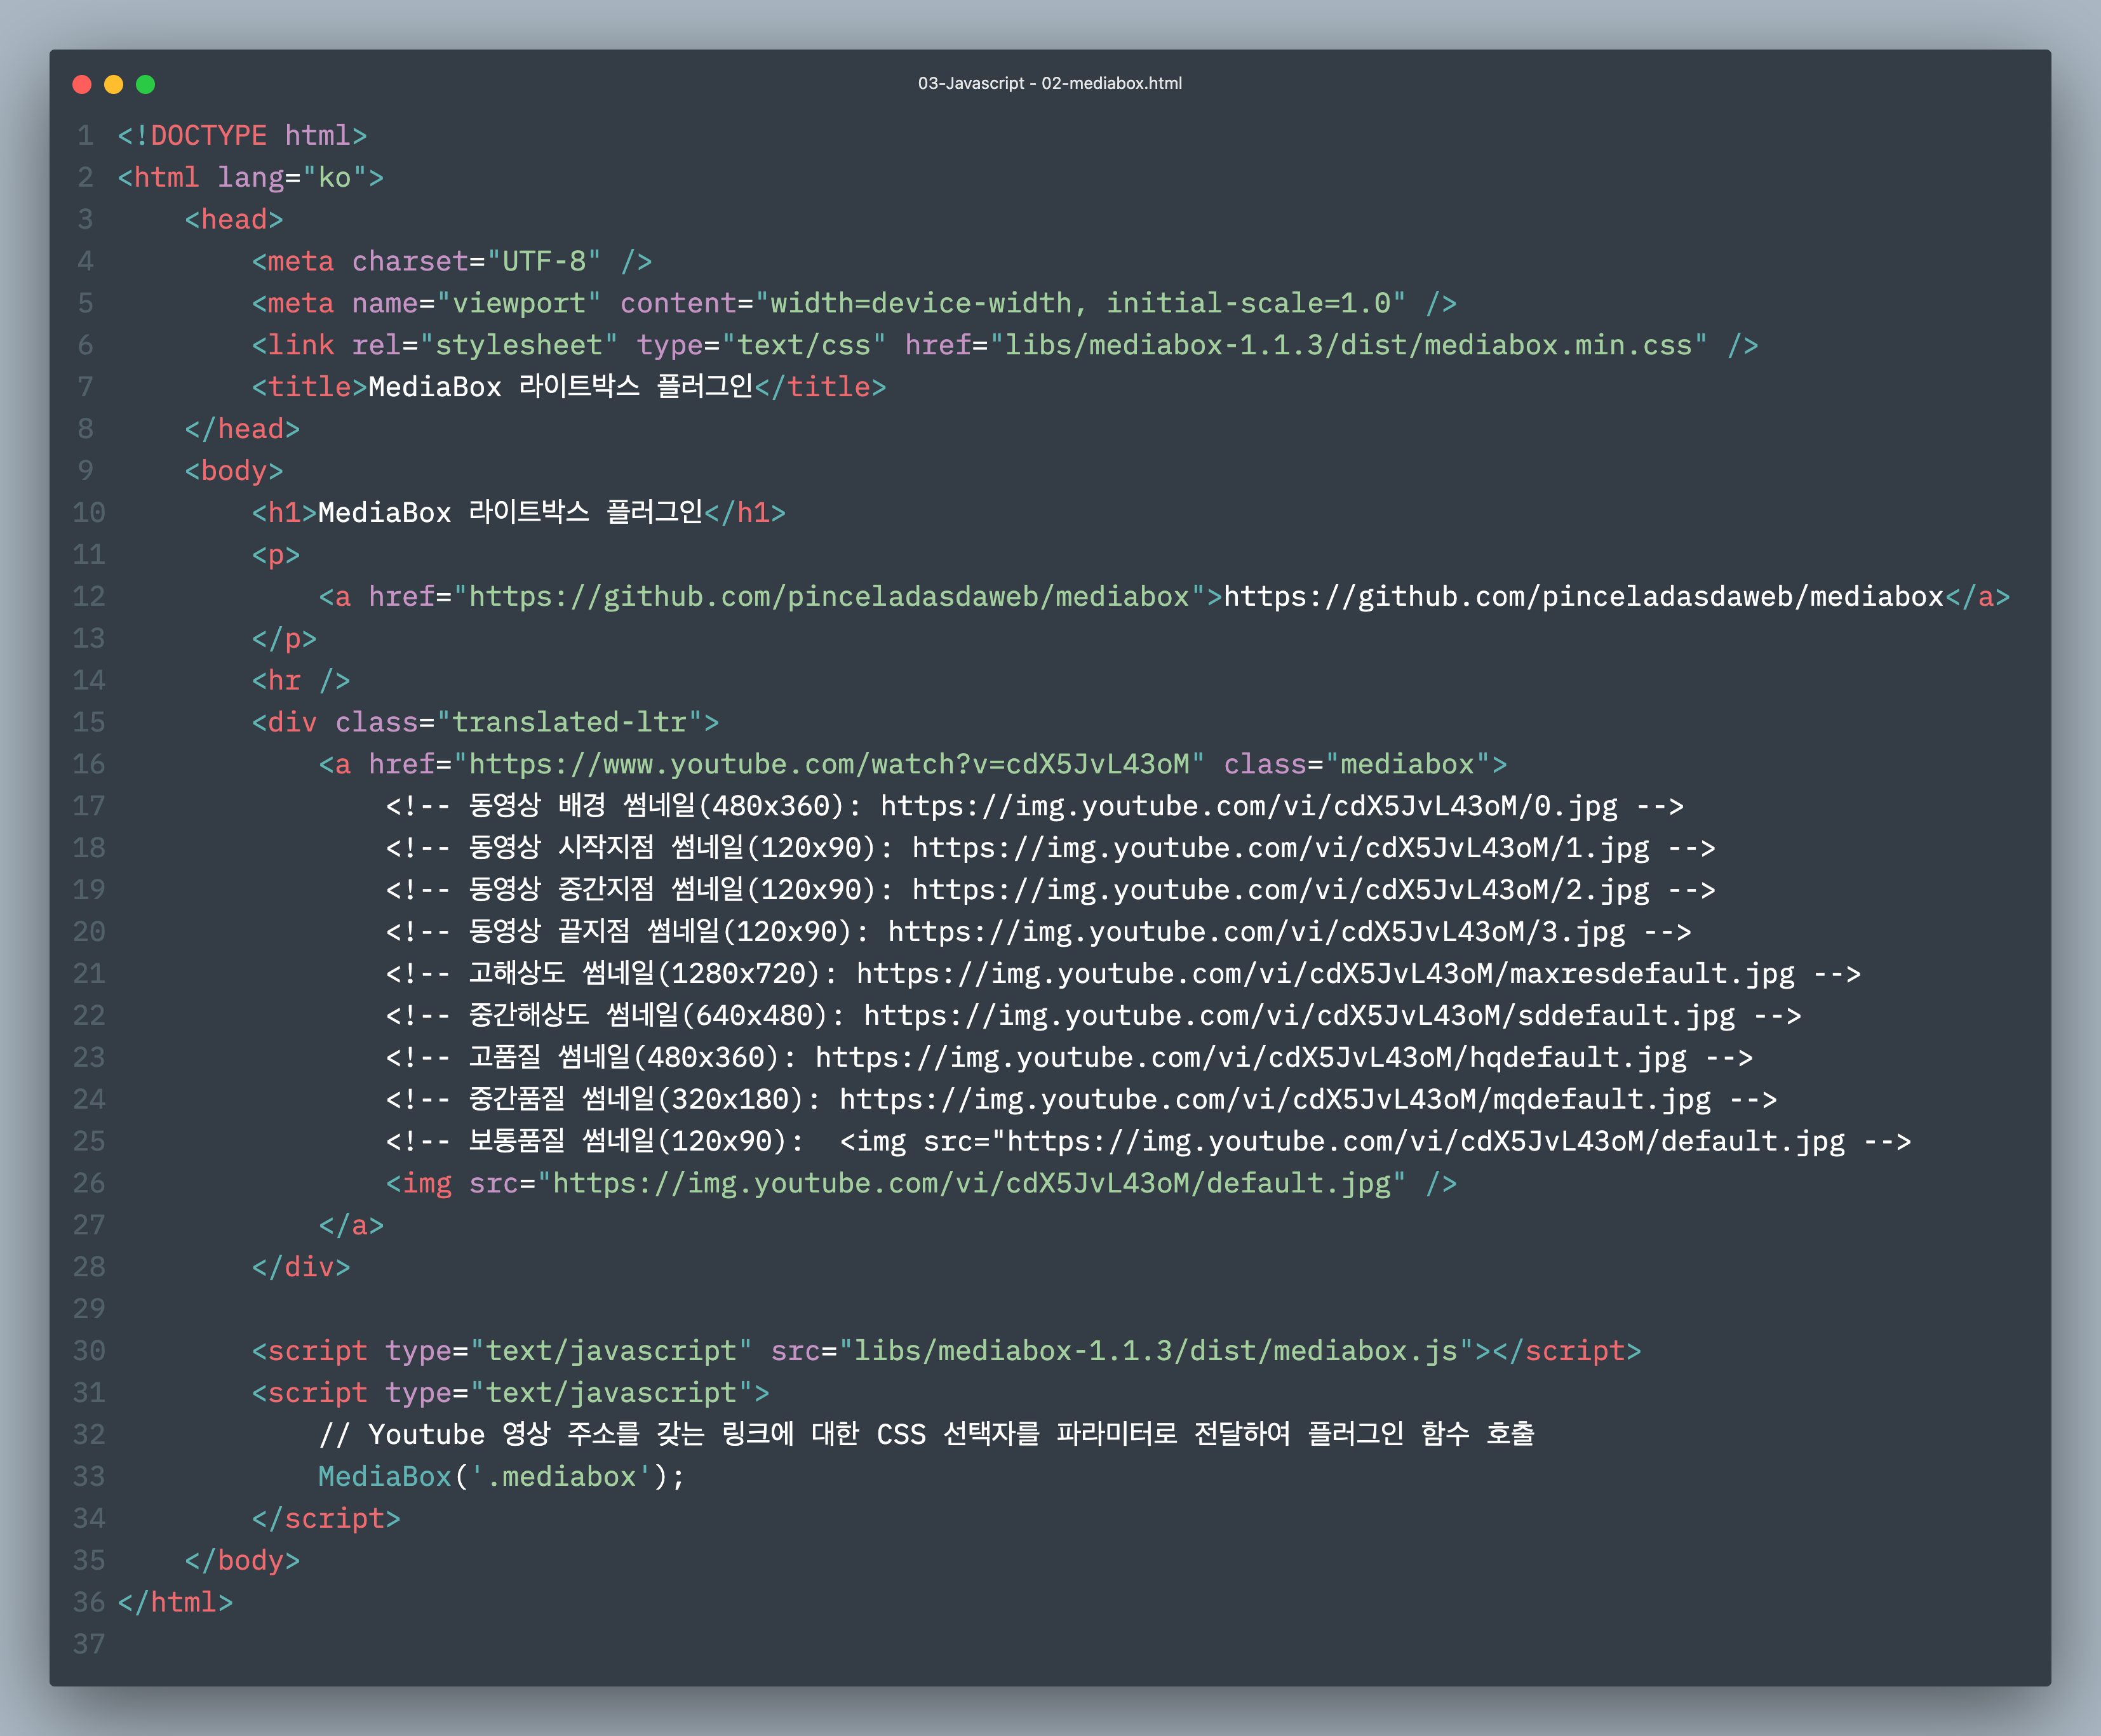 03-Javascript - 02-mediabox.html
1 <!DOCTYPE html>
2 <html lang="ko">
3     <head>
4         <meta charset="UTF-8" />
5         <meta name="viewport" content="width=device-width, initial-scale=1.0" />
6         <link rel="stylesheet" type="text/css" href="libs/mediabox-1.1.3/dist/mediabox.min.css" />
7         <title>MediaBox 라이트박스 플러그인</title>
8     </head>
9     <body>
10         <h1>MediaBox 라이트박스 플러그인</h1>
11         <p>
12             <a href="https://github.com/pinceladasdaweb/mediabox">https://github.com/pinceladasdaweb/mediabox</a>
13         </p>
14         <hr />
15         <div class="translated-ltr">
16             <a href="https://www.youtube.com/watch?v=cdX5JvL43oM" class="mediabox">
17                 <!-- 동영상 배경 썸네일(480x360): https://img.youtube.com/vi/cdX5JvL43oM/0.jpg -->
18                 <!-- 동영상 시작지점 썸네일(120x90): https://img.youtube.com/vi/cdX5JvL43oM/1.jpg -->
19                 <!-- 동영상 중간지점 썸네일(120x90): https://img.youtube.com/vi/cdX5JvL43oM/2.jpg -->
20                 <!-- 동영상 끝지점 썸네일(120x90): https://img.youtube.com/vi/cdX5JvL43oM/3.jpg -->
21                 <!-- 고해상도 썸네일(1280x720): https://img.youtube.com/vi/cdX5JvL43oM/maxresdefault.jpg -->
22                 <!-- 중간해상도 썸네일(640x480): https://img.youtube.com/vi/cdX5JvL43oM/sddefault.jpg -->
23                 <!-- 고품질 썸네일(480x360): https://img.youtube.com/vi/cdX5JvL43oM/hqdefault.jpg -->
24                 <!-- 중간품질 썸네일(320x180): https://img.youtube.com/vi/cdX5JvL43oM/mqdefault.jpg -->
25                 <!-- 보통품질 썸네일(120x90):  <img src="https://img.youtube.com/vi/cdX5JvL43oM/default.jpg -->
26                 <img src="https://img.youtube.com/vi/cdX5JvL43oM/default.jpg" />
27             </a>
28         </div>
29
30         <script type="text/javascript" src="libs/mediabox-1.1.3/dist/mediabox.js"></script>
31         <script type="text/javascript">
32             // Youtube 영상 주소를 갖는 링크에 대한 CSS 선택자를 파라미터로 전달하여 플러그인 함수 호출
33             MediaBox('.mediabox');
34         </script>
35     </body>
36 </html>
37